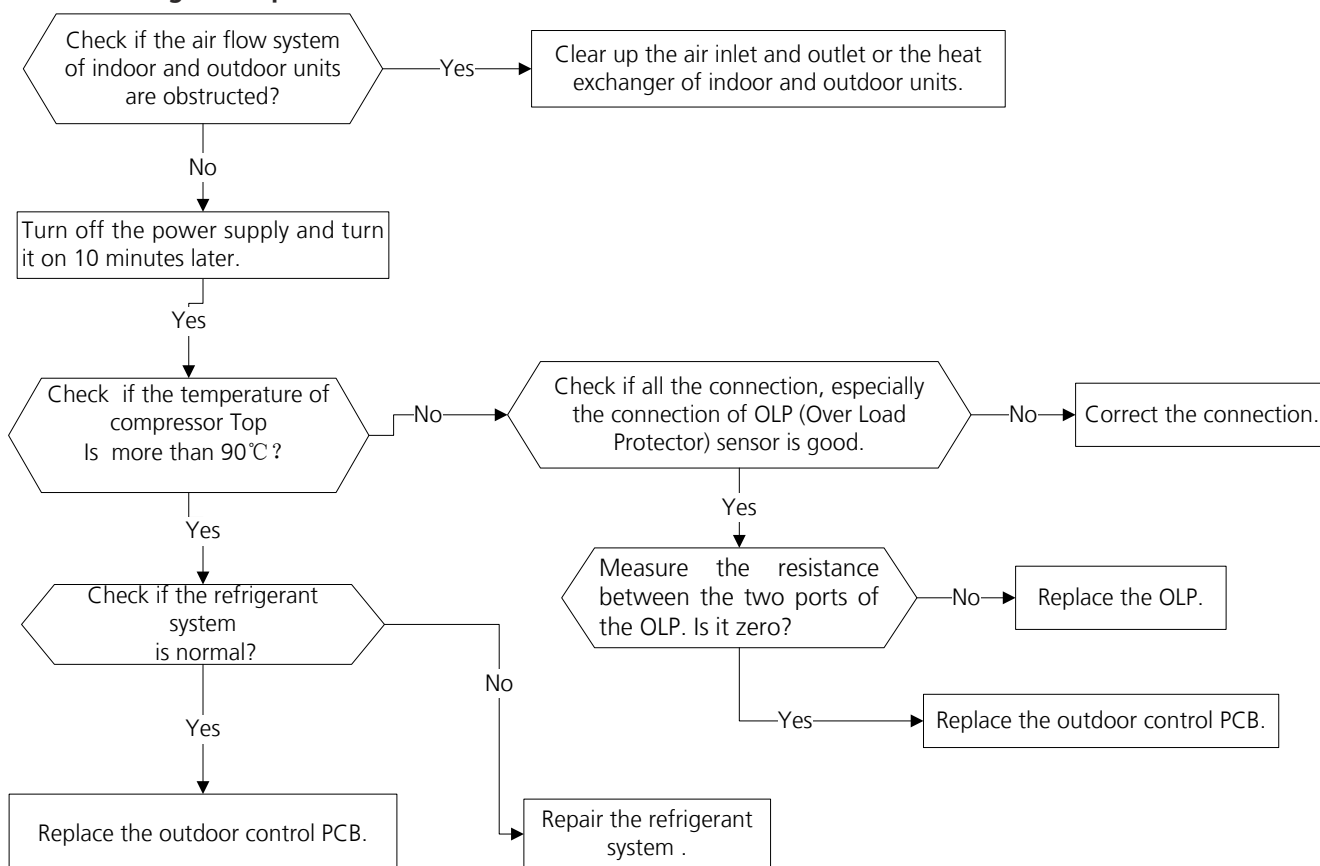 Check if the air flow system
of indoor and outdoor units
are obstructed?
Yes
Clear up the air inlet and outlet or the heat
exchanger of indoor and outdoor units.
No
Turn off the power supply and turn
it on 10 minutes later.
Yes
Check if the temperature of
compressor Top
Is more than 90℃?
No
Check if all the connection, especially
the connection of OLP (Over Load
Protector) sensor is good.
No
Correct the connection.
Yes
Yes
Measure the resistance
between the two ports of
the OLP. Is it zero?
No
Replace the OLP.
Check if the refrigerant
system
is normal?
No
Yes
Yes
Replace the outdoor control PCB.
Replace the outdoor control PCB.
Repair the refrigerant
system .